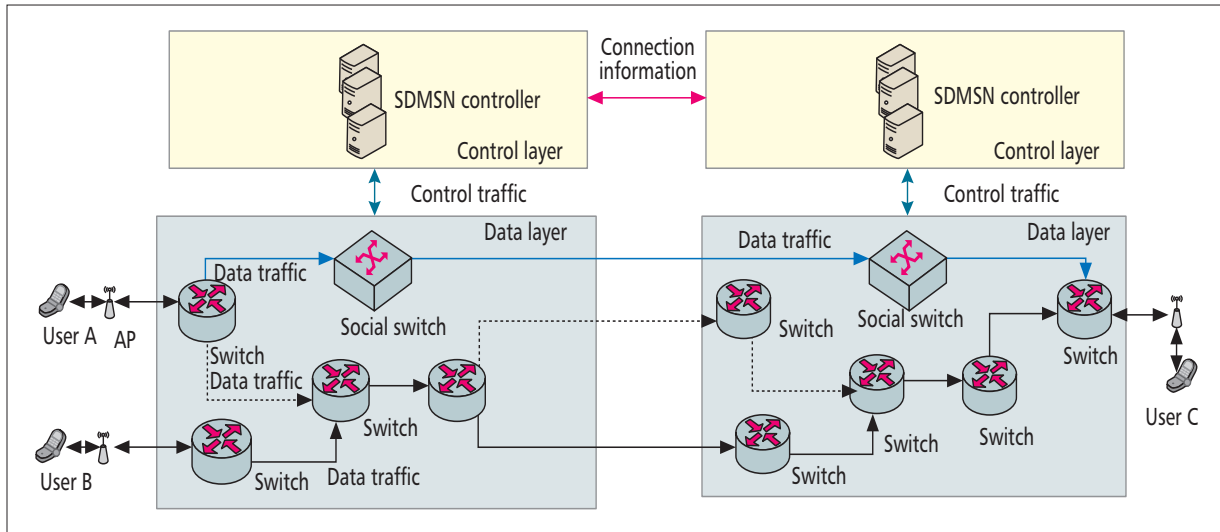 Connection
information
SDMSN controller
SDMSN controller
Control layer
Control layer
Control traffic
Control traffic
Data layer
Data traffic
Data layer
Data traffic
User A
AP
Social switch
Switch
Social switch
Switch
Switch
Data traffic
Switch
Switch
Switch
User C
User B
Switch
Data traffic
Switch